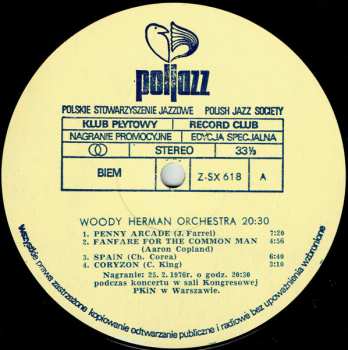 poljazz
POLSKIE STOWARZYSZENIE JAZZOWE POLISH JAZZ SOCIETY
KLUB PŁYTOWY RECORD CLUB
NAGRANIE PROMOCYJNE EDYCJA SPECJALNA
STEREO 33⅓
BIEM Z-SX 618 A
WOODY HERMAN ORCHESTRA 20:30
1. PENNY ARCADE (J. Farrel) 7:20
2. FANFARE FOR THE COMMON MAN 4:56
(Aaron Copland)
3. SPAIN (Ch. Corea) 6:40
4. CORYZON (C. King) 4:10
Nagranie: 25. 2. 1976r. o godz. 20:30
podczas koncertu w sali Kongresowej
PKiN w Warszawie.
wszystkie prawa zastrzeżone kopiowanie odtwarzanie publiczne i radiowe bez upoważnienia wzbronione